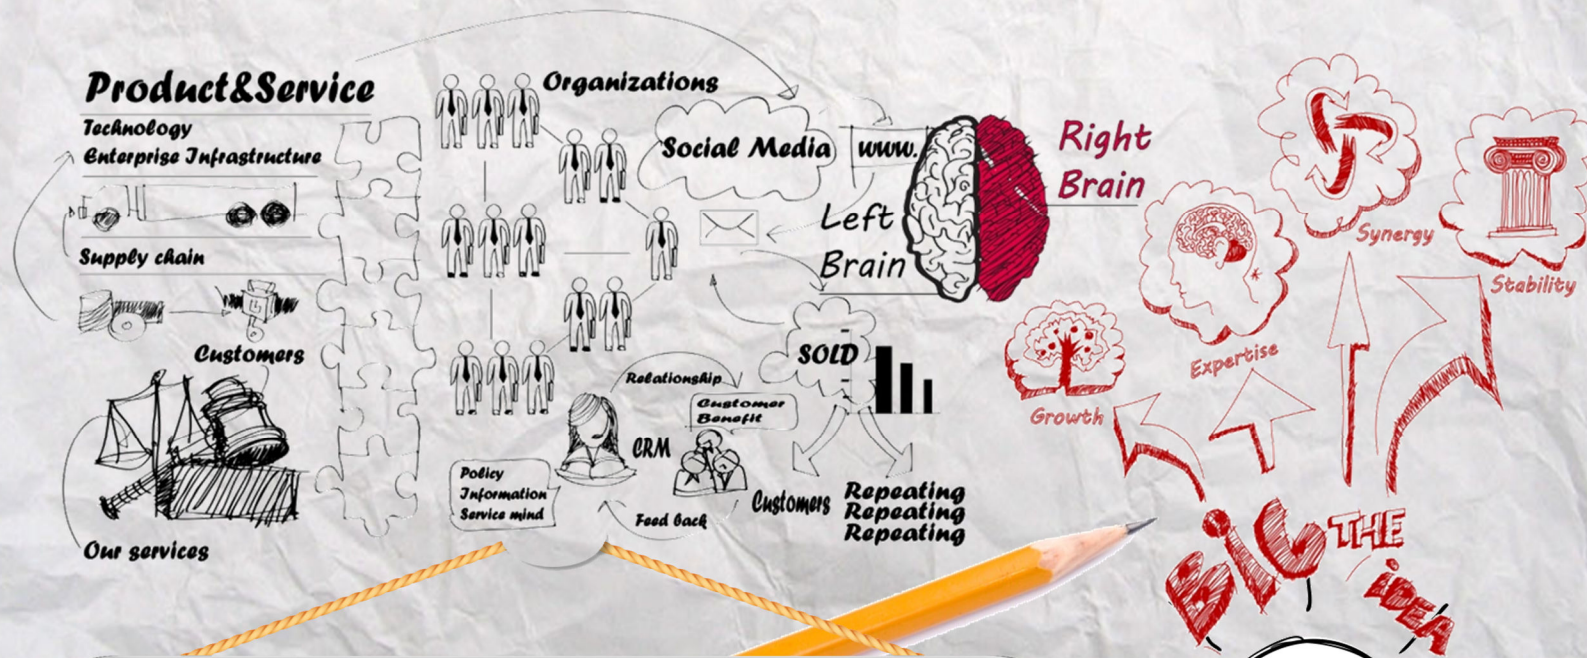 Product&Service
Technology
Enterprise Infrastructure
Supply chain
Customers
Our services
Organizations
Social Media
www.
Left
Brain
Right
Brain
SOLD
Relationship
Customer
Benefit
CRM
Policy
Information
Service mind
Feed back
Customers
Repeating
Repeating
Repeating
Growth
Expertise
Synergy
Stability
BIG THE
iDEA